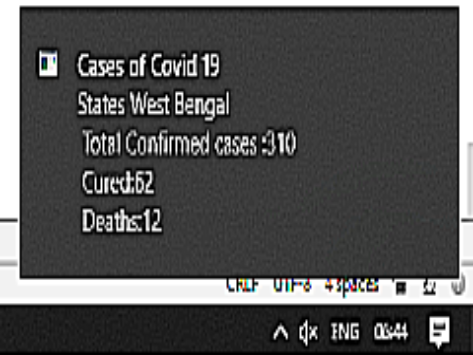 Cases of Covid 19
States West Bengal
Total Confirmed cases :310
Cured:62
Deaths:12
CRLF UTF-8 4 spaces
ENG 06:44